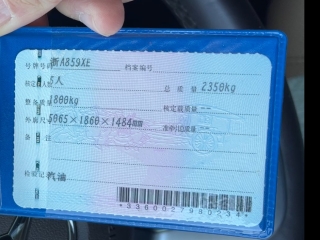 号牌号码 浙A859XE 档案编号
核定载人数 5人 总质量 2350kg
整备质量 1800kg 核定载质量 --
外廓尺寸 5065×1860×1484mm 准牵引总质量 --
备注
检验记录 汽油
*3360027980234*